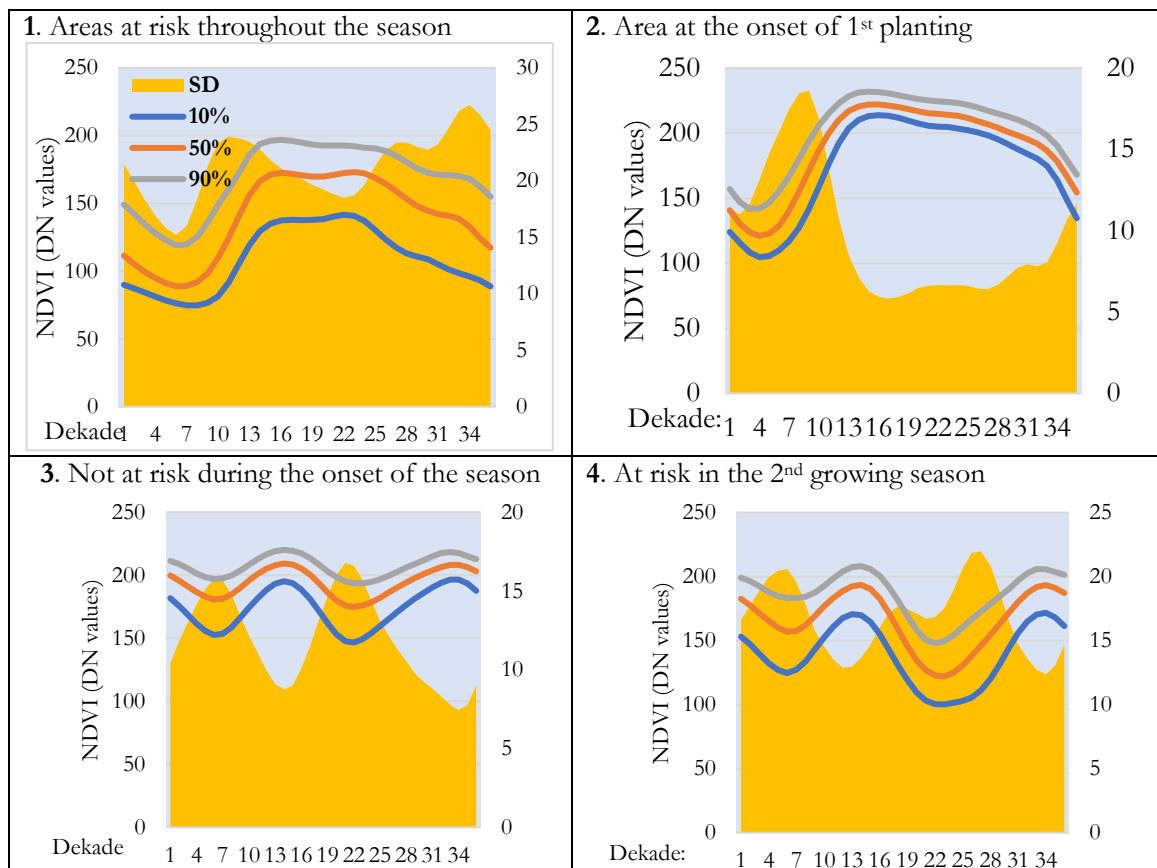 1. Areas at risk throughout the season
NDVI (DN values)
250
200
150
100
50
0
30
25
20
15
10
5
0
SD
10%
50%
90%
Dekade
1 4 7 10 13 16 19 22 25 28 31 34
2. Area at the onset of 1st planting
NDVI (DN values)
250
200
150
100
50
0
20
15
10
5
0
Dekade:
1 4 7 10 13 16 19 22 25 28 31 34
3. Not at risk during the onset of the season
NDVI (DN values)
250
200
150
100
50
0
20
15
10
5
0
Dekade
1 4 7 10 13 16 19 22 25 28 31 34
4. At risk in the 2nd growing season
NDVI (DN values)
250
200
150
100
50
0
25
20
15
10
5
0
Dekade:
1 4 7 10 13 16 19 22 25 28 31 34